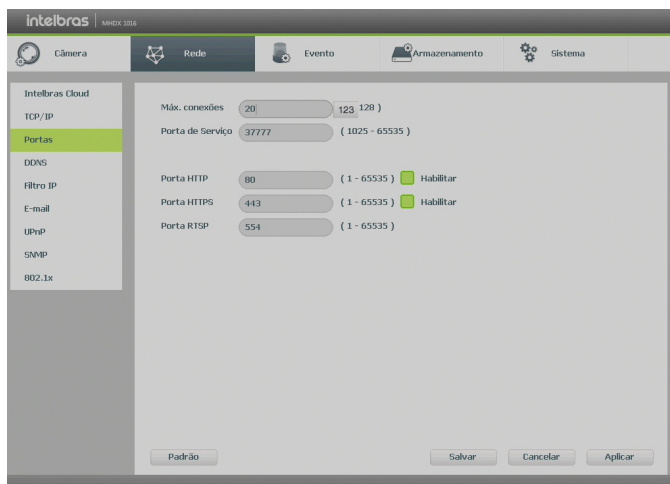 intelbras | MHDX 1016
Câmera Rede Evento Armazenamento Sistema
Intelbras Cloud
TCP/IP
Portas
DDNS
Filtro IP
E-mail
UPnP
SNMP
802.1x
Máx. conexões 20 123 128 )
Porta de Serviço 37777 ( 1025 - 65535 )
Porta HTTP 80 ( 1 - 65535 ) Habilitar
Porta HTTPS 443 ( 1 - 65535 ) Habilitar
Porta RTSP 554 ( 1 - 65535 )
Padrão Salvar Cancelar Aplicar